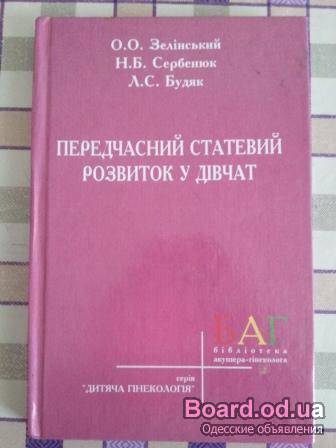 О.О. Зелінський
Н.Б. Сербенюк
Л.С. Будяк
ПЕРЕДЧАСНИЙ СТАТЕВИЙ
РОЗВИТОК У ДІВЧАТ
БАГ
бібліотека
акушера-гінеколога
серія
"ДИТЯЧА ГІНЕКОЛОГІЯ"
Board.od.ua
Одесские объявления